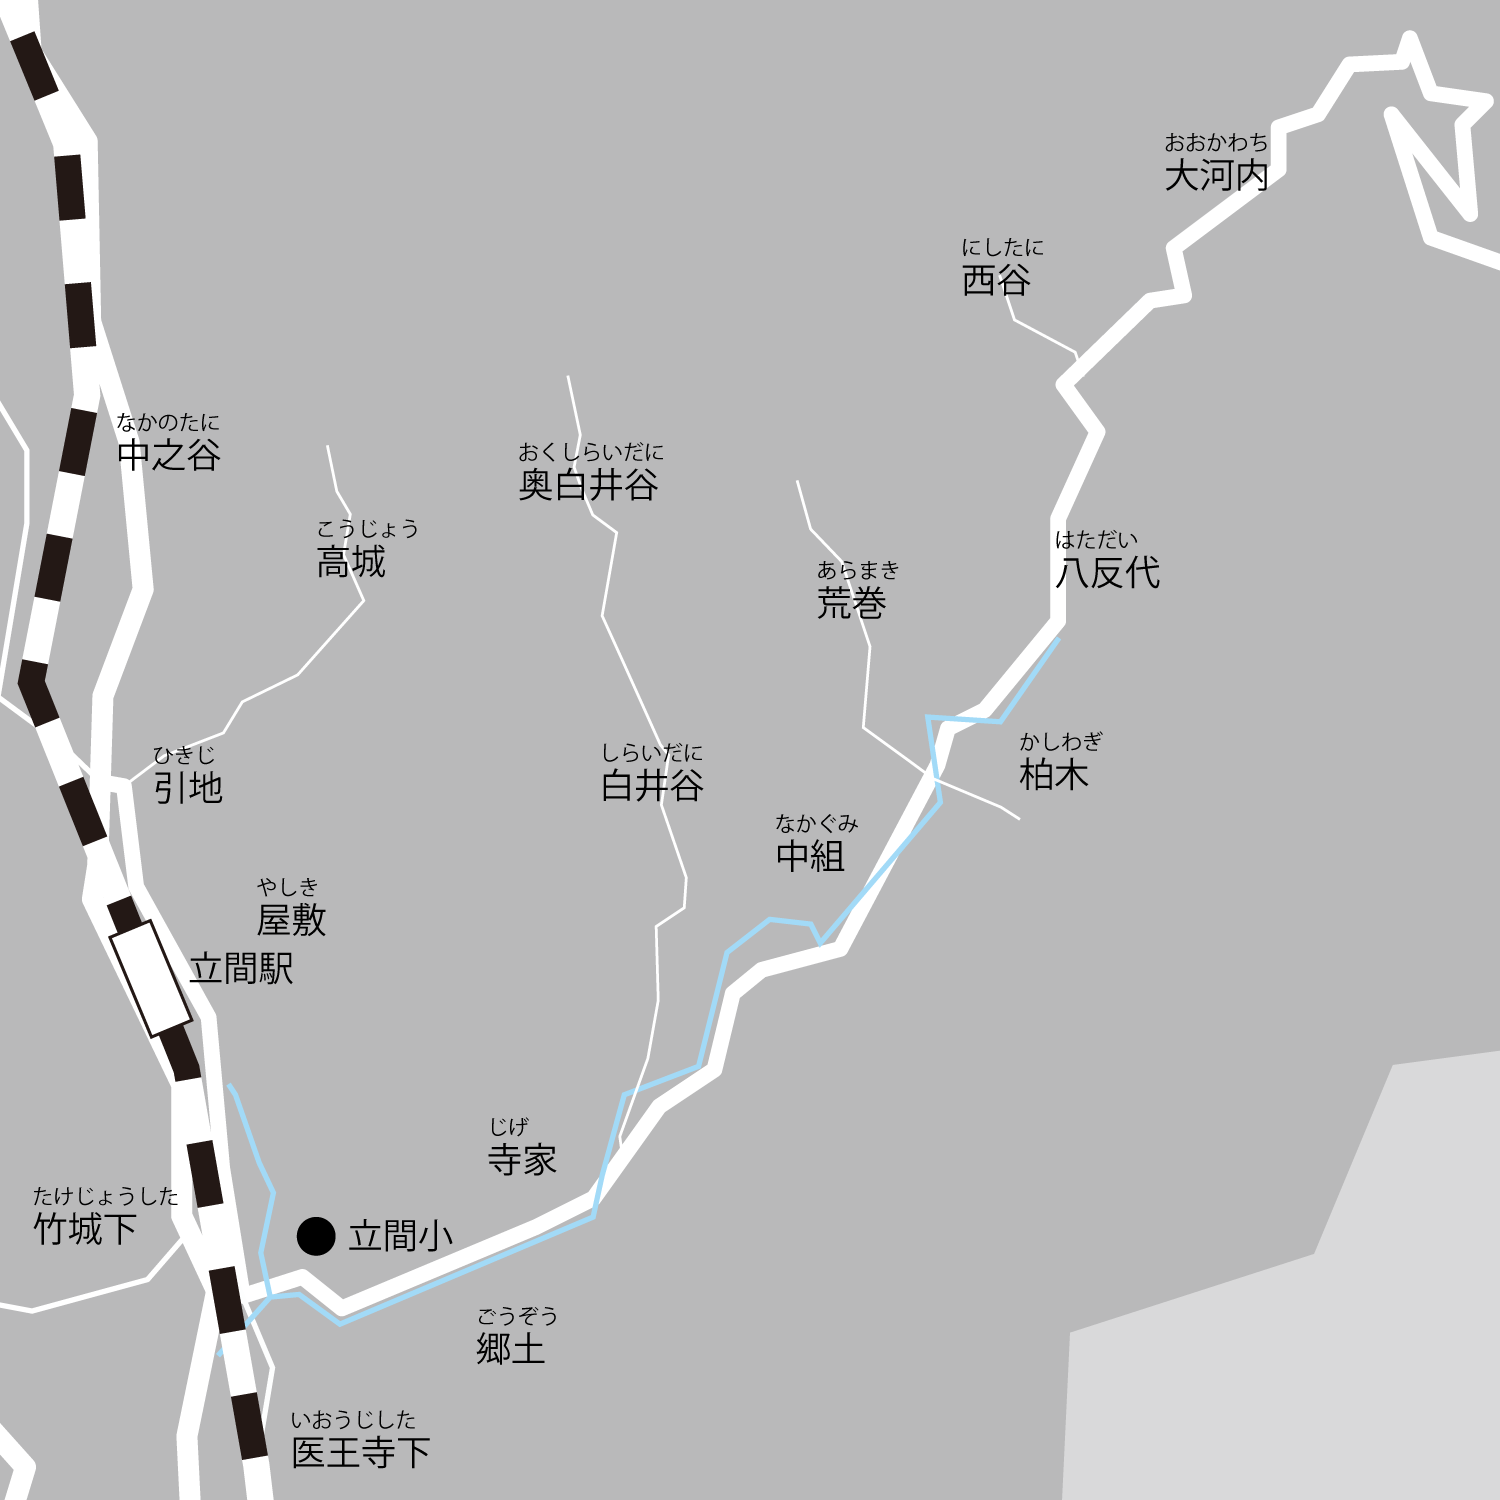 おおかわち
大河内
にしたに
西谷
なかのたに
中之谷
おくしらいだに
奥白井谷
こうじょう
高城
はただい
八反代
あらまき
荒巻
かしわぎ
柏木
ひきじ
引地
しらいだに
白井谷
なかぐみ
中組
やしき
屋敷
立間駅
じげ
寺家
たけじょうした
竹城下
立間小
ごうぞう
郷土
いおうじした
医王寺下